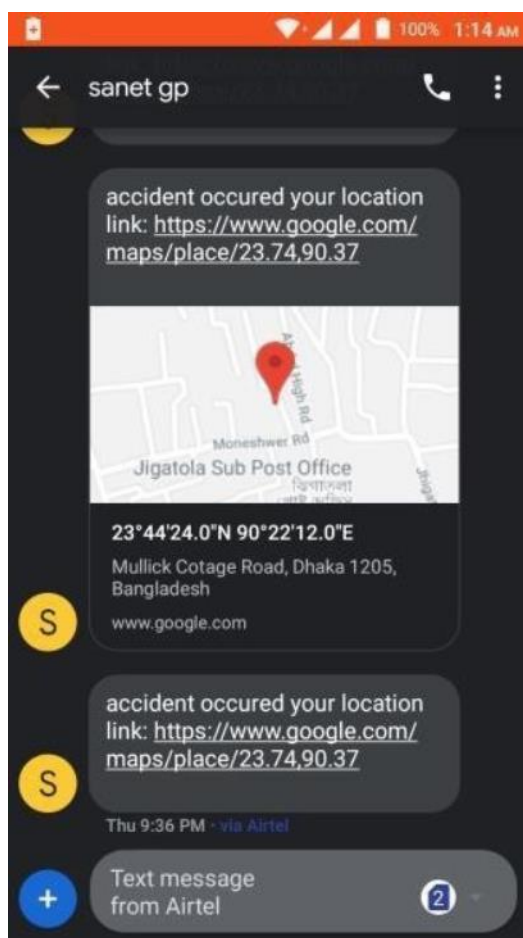 100% 1:14 AM
sanet gp
accident occured your location
link: https://www.google.com/
maps/place/23.74,90.37
High Rd
Moneshwer Rd
Jigatola Sub Post Office
23°44'24.0"N 90°22'12.0"E
Mullick Cotage Road, Dhaka 1205,
Bangladesh
www.google.com
S
accident occured your location
link: https://www.google.com/
maps/place/23.74,90.37
S
Thu 9:36 PM · via Airtel
Text message
from Airtel
2